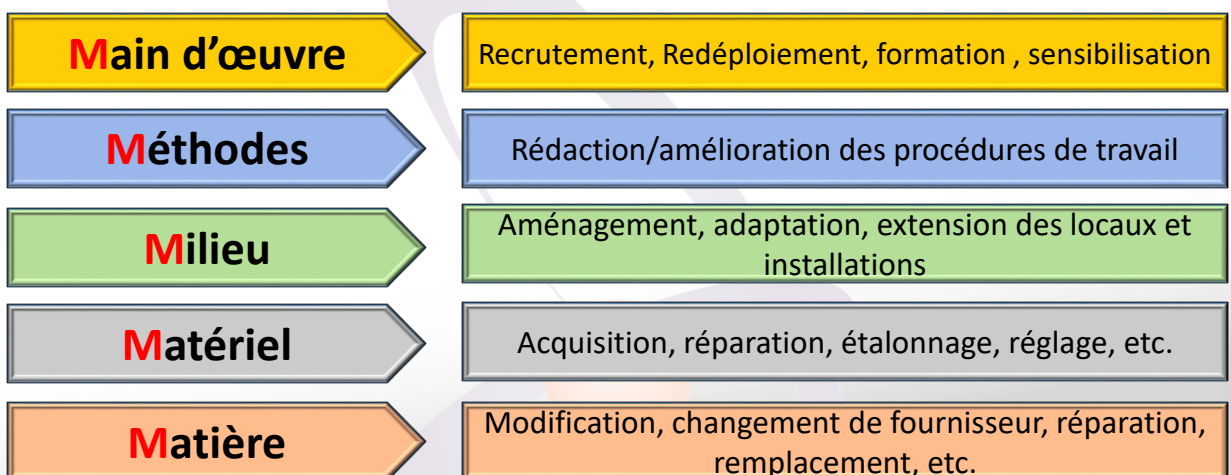 Main d’œuvre
Recrutement, Redéploiement, formation , sensibilisation
Méthodes
Rédaction/amélioration des procédures de travail
Milieu
Aménagement, adaptation, extension des locaux et
installations
Matériel
Acquisition, réparation, étalonnage, réglage, etc.
Matière
Modification, changement de fournisseur, réparation,
remplacement, etc.